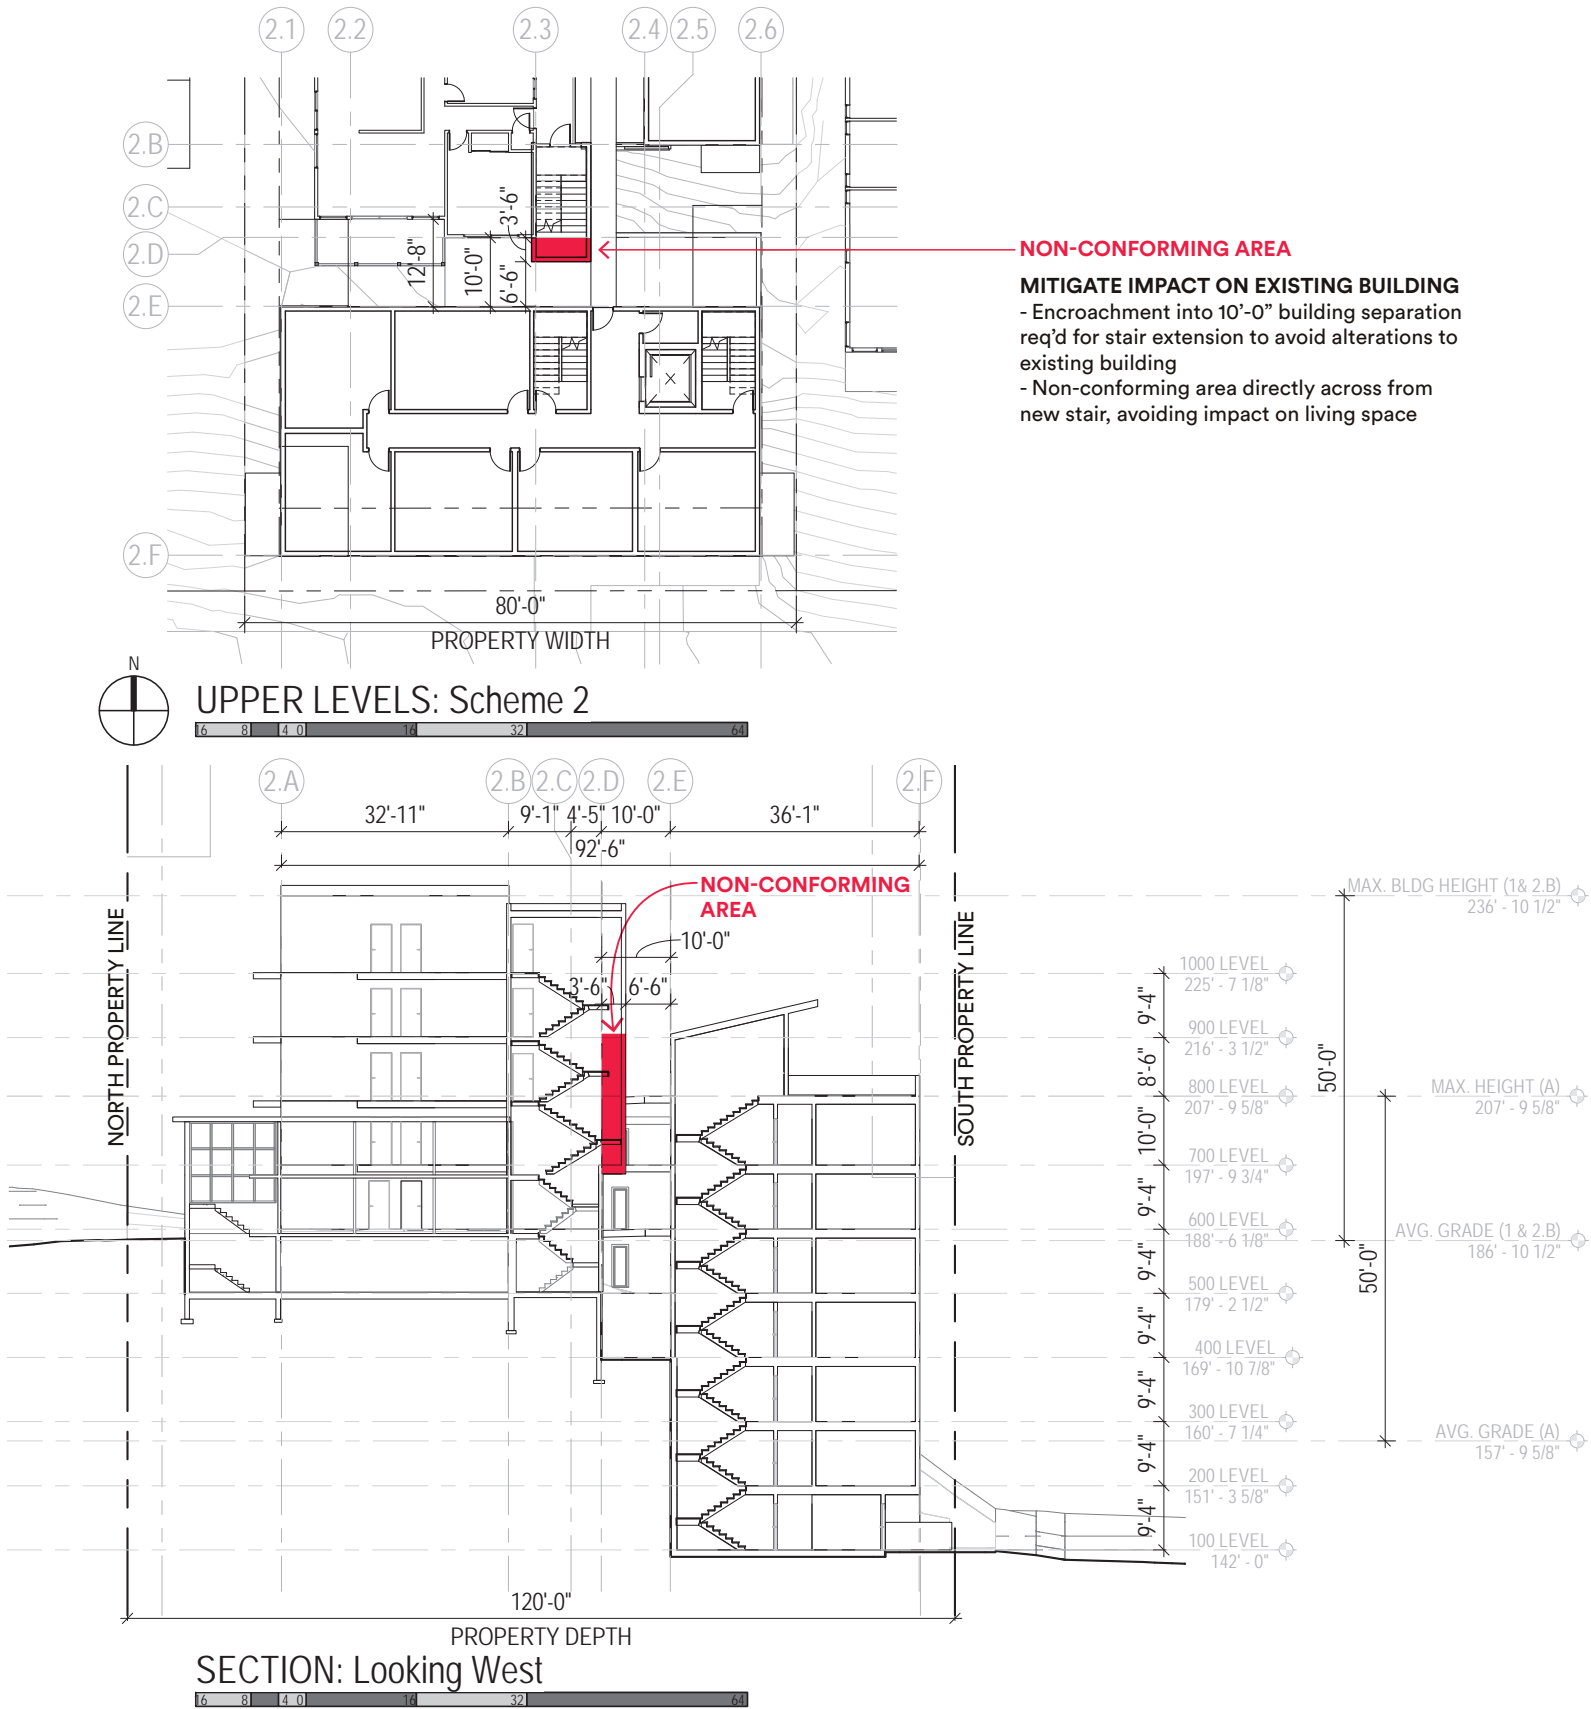 2.1 2.2 2.3 2.4 2.5 2.6
2.B
2.C
2.D
2.E
2.F
3'-6"
12'-8"
10'-0"
6'-6"
NON-CONFORMING AREA
MITIGATE IMPACT ON EXISTING BUILDING
- Encroachment into 10'-0” building separation
req'd for stair extension to avoid alterations to
existing building
- Non-conforming area directly across from
new stair, avoiding impact on living space
80'-0"
PROPERTY WIDTH
N
UPPER LEVELS: Scheme 2
16 8 4 0 16 32 64
2.A 2.B 2.C 2.D 2.E 2.F
32'-11" 9'-1" 4'-5" 10'-0" 36'-1"
92'-6"
NON-CONFORMING
AREA
10'-0"
3'-6" 6'-6"
NORTH PROPERTY LINE
SOUTH PROPERTY LINE
MAX. BLDG HEIGHT (1& 2.B)
236' - 10 1/2"
1000 LEVEL
225' - 7 1/8"
9'-4"
900 LEVEL
216' - 3 1/2"
8'-6"
50'-0"
800 LEVEL
207' - 9 5/8"
MAX. HEIGHT (A)
207' - 9 5/8"
10'-0"
700 LEVEL
197' - 9 3/4"
9'-4"
600 LEVEL
188' - 6 1/8"
AVG. GRADE (1 & 2.B)
186' - 10 1/2"
9'-4"
50'-0"
500 LEVEL
179' - 2 1/2"
9'-4"
400 LEVEL
169' - 10 7/8"
9'-4"
300 LEVEL
160' - 7 1/4"
AVG. GRADE (A)
157' - 9 5/8"
9'-4"
200 LEVEL
151' - 3 5/8"
9'-4"
100 LEVEL
142' - 0"
120'-0"
PROPERTY DEPTH
SECTION: Looking West
16 8 4 0 16 32 64